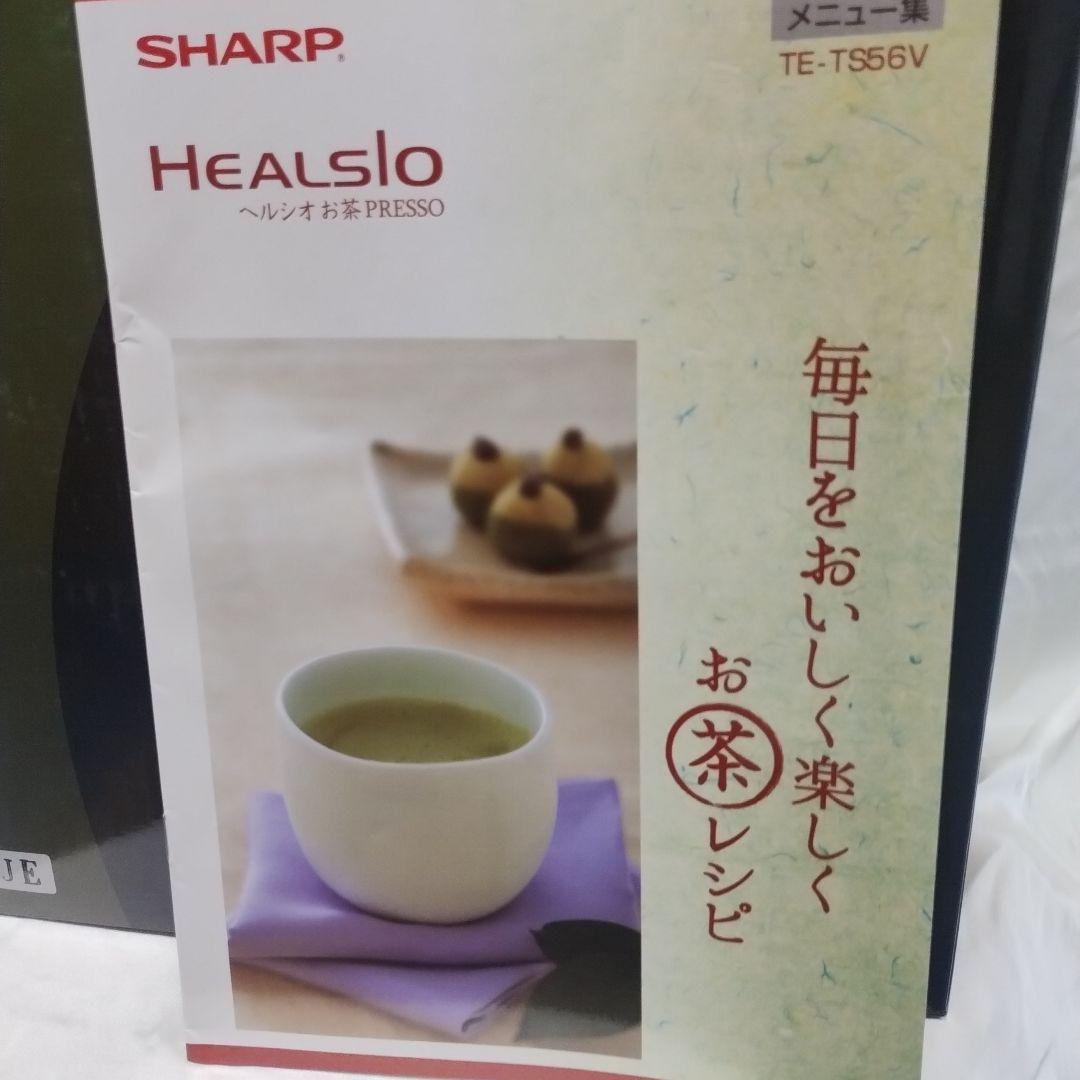 SHARP
メニュー集
TE-TS56V
HEALSIO
ヘルシオお茶PRESSO
毎日をおいしく楽しく
お茶レシピ
JE